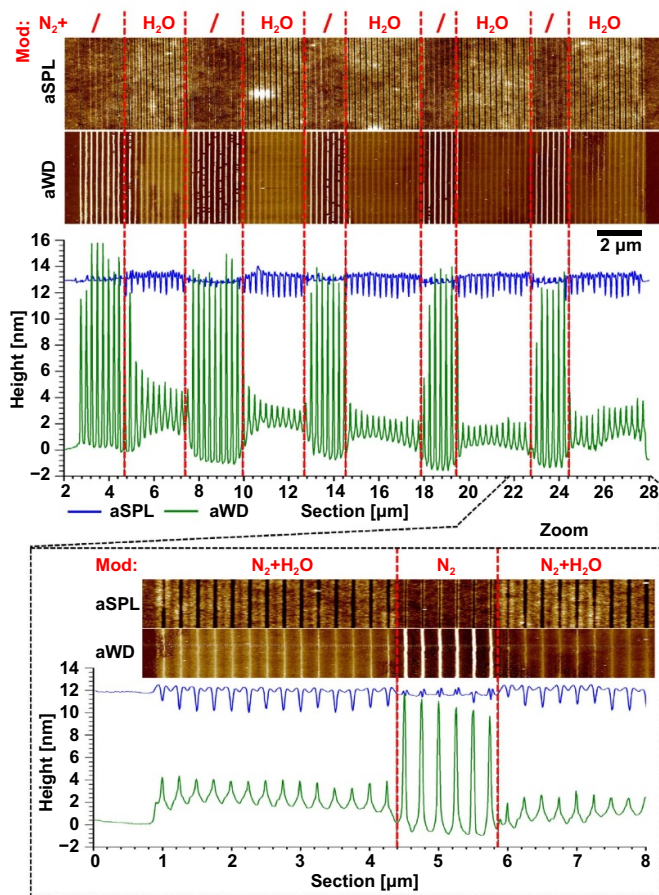 Mod: N₂+ / H₂O / H₂O / H₂O / H₂O / H₂O
aSPL
aWD
2 µm
16
14
12
10
8
6
4
2
0
−2
Height [nm]
2 4 6 8 10 12 14 16 18 20 22 24 26 28
aSPL aWD Section [µm]
Zoom
Mod: N₂+H₂O N₂ N₂+H₂O
aSPL
aWD
14
12
10
8
6
4
2
0
−2
Height [nm]
0 1 2 3 4 5 6 7 8
Section [µm]